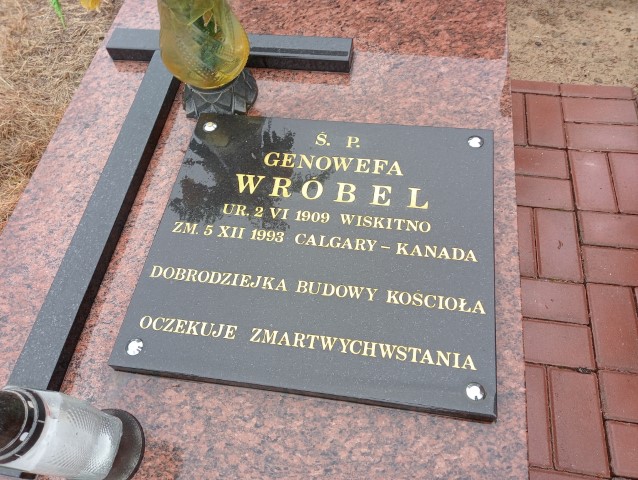 Ś. P.
GENOWEFA
WRÓBEL
UR. 2 VI 1909 WISKITNO
ZM. 5 XII 1993 CALGARY – KANADA
DOBRODZIEJKA BUDOWY KOŚCIOŁA
OCZEKUJE ZMARTWYCHWSTANIA